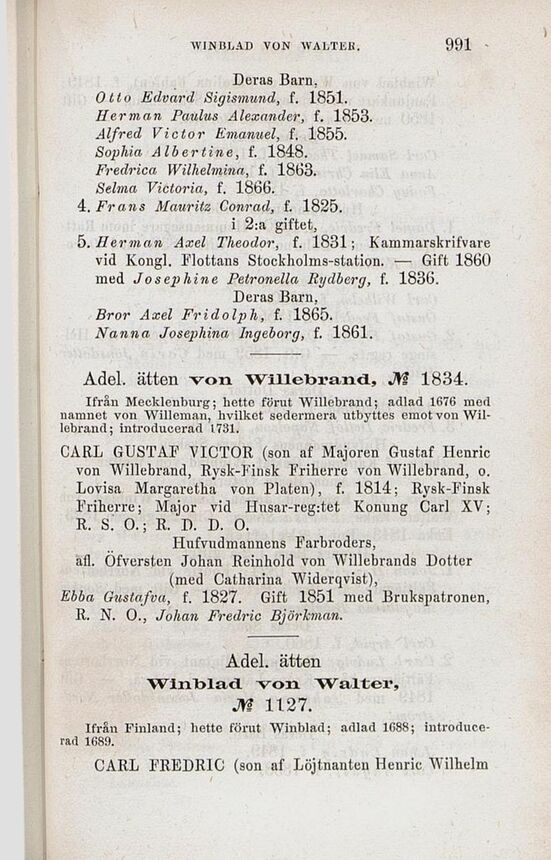 WINBLAD VON WALTER. 991
Deras Barn,
Otto Edvard Sigismund, f. 1851.
Herman Paulus Alexander, f. 1853.
Alfred Victor Emanuel, f. 1855.
Sophia Albertine, f. 1848.
Fredrica Wilhelmina, f. 1863.
Selma Victoria, f. 1866.
4. Frans Mauritz Conrad, f. 1825.
i 2:a giftet,
5. Herman Axel Theodor, f. 1831; Kammarskrifvare
vid Kongl. Flottans Stockholms-station. — Gift 1860
med Josephine Petronella Rydberg, f. 1836.
Deras Barn,
Bror Axel Fridolph, f. 1865.
Nanna Josephina Ingeborg, f. 1861.
Adel. ätten von Willebrand, № 1834.
Ifrån Mecklenburg; hette förut Willebrand; adlad 1676 med
namnet von Willeman, hvilket sedermera utbyttes emot von Wil-
lebrand; introducerad 1731.
CARL GUSTAF VICTOR (son af Majoren Gustaf Henric
von Willebrand, Rysk-Finsk Friherre von Willebrand, o.
Lovisa Margaretha von Platen), f. 1814; Rysk-Finsk
Friherre; Major vid Husar-reg:tet Konung Carl XV;
R. S. O.; R. D. D. O.
Hufvudmannens Farbroders,
afl. Öfversten Johan Reinhold von Willebrands Dotter
(med Catharina Widerqvist),
Ebba Gustafva, f. 1827. Gift 1851 med Brukspatronen,
R. N. O., Johan Fredric Björkman.
Adel. ätten
Winblad von Walter,
№ 1127.
Ifrån Finland; hette förut Winblad; adlad 1688; introduce-
rad 1689.
CARL FREDRIC (son af Löjtnanten Henric Wilhelm